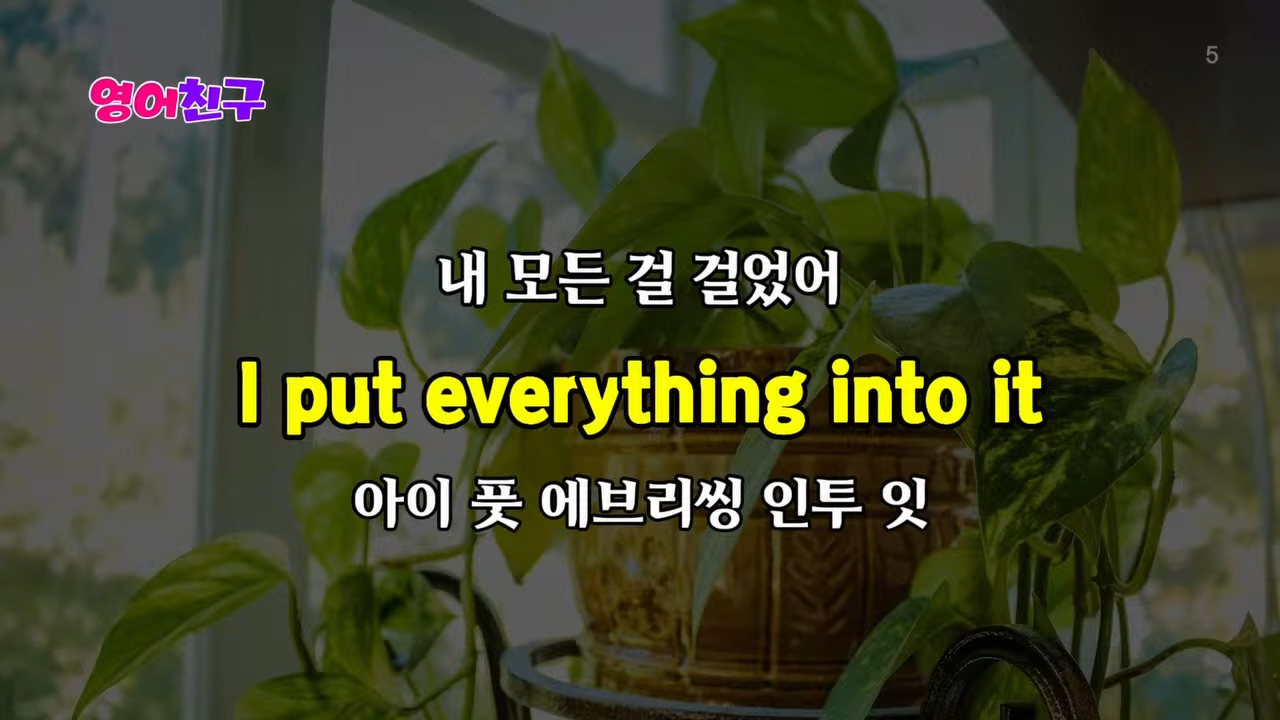 영어친구
5
내 모든 걸 걸었어
I put everything into it
아이 풋 에브리씽 인투 잇